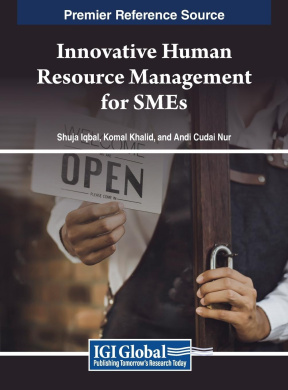 Premier Reference Source
Innovative Human
Resource Management
for SMEs
Shuja Iqbal, Komal Khalid, and Andi Cudai Nur
WELCOME
OPEN
IGI Global
Publishing Tomorrow's Research Today